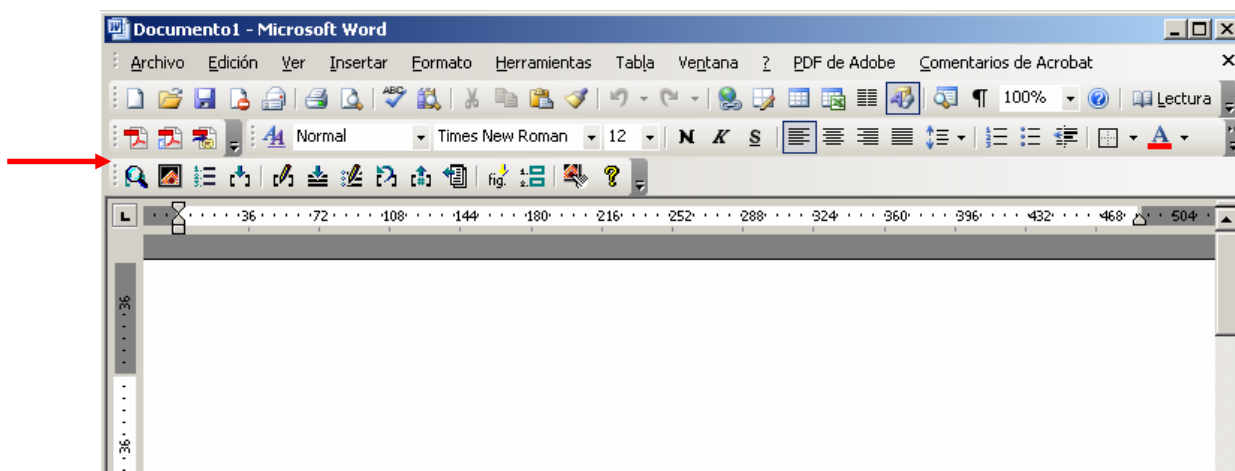 Documento1 - Microsoft Word
Archivo Edición Ver Insertar Formato Herramientas Tabla Ventana ? PDF de Adobe Comentarios de Acrobat
ABC ¶ 100% Lectura
Normal Times New Roman 12 N K S A
fig. ?
L 36 72 108 144 180 216 252 288 324 360 396 432 468 504
36
36